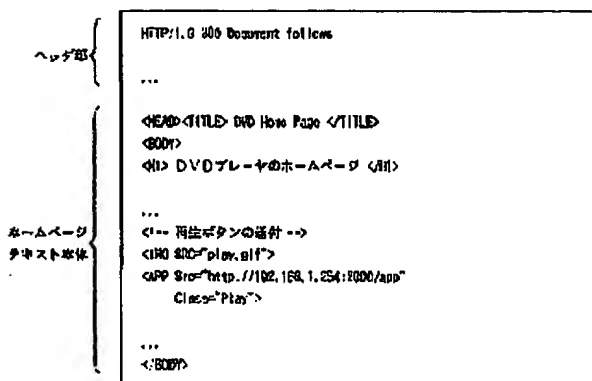 ヘッダ部
HTTP/1.0 200 Document follows
...
<HEAD><TITLE> DVD Home Page </TITLE>
<BODY>
<H1> DVDプレーヤのホームページ </H1>
...
ホームページ
テキスト本体
<!-- 再生ボタンの送付 -->
<IMG SRC="play.gif">
<APP Src="http://192.168.1.254:8000/app"
Class="Play">
...
</BODY>